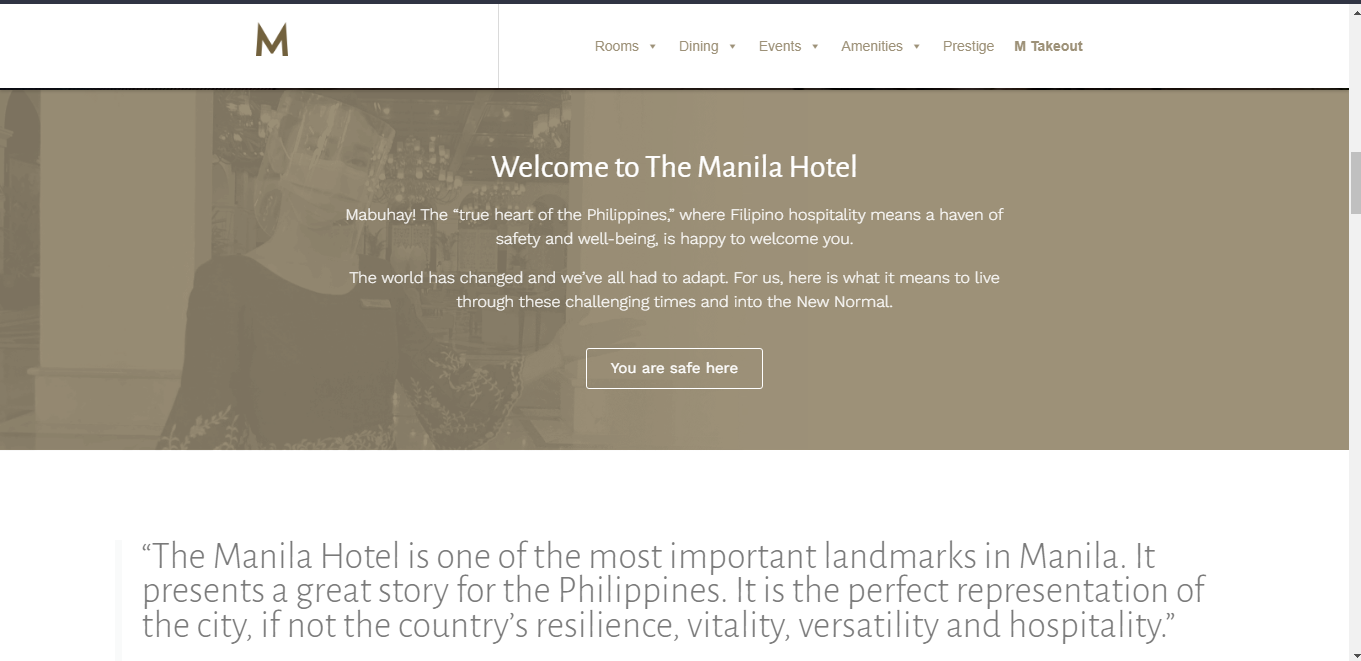 M
Rooms Dining Events Amenities Prestige M Takeout
Welcome to The Manila Hotel
Mabuhay! The “true heart of the Philippines,” where Filipino hospitality means a haven of
safety and well-being, is happy to welcome you.
The world has changed and we’ve all had to adapt. For us, here is what it means to live
through these challenging times and into the New Normal.
You are safe here
“The Manila Hotel is one of the most important landmarks in Manila. It
presents a great story for the Philippines. It is the perfect representation of
the city, if not the country’s resilience, vitality, versatility and hospitality.”